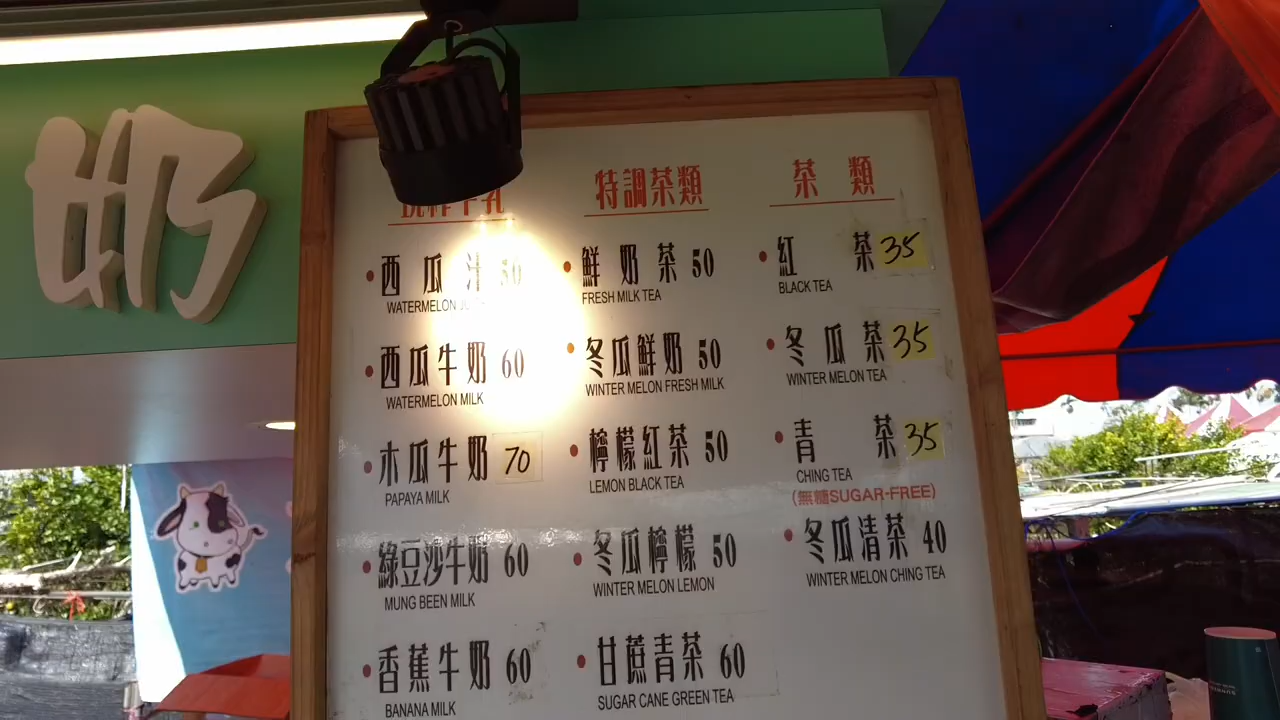 奶
特調茶類
茶 類
西 瓜 汁
WATERMELON
西瓜牛奶 60
WATERMELON MILK
木瓜牛奶 70
PAPAYA MILK
綠豆沙牛奶 60
MUNG BEEN MILK
香蕉牛奶 60
BANANA MILK
鮮 奶 茶 50
FRESH MILK TEA
冬瓜鮮奶 50
WINTER MELON FRESH MILK
檸檬紅茶 50
LEMON BLACK TEA
冬瓜檸檬 50
WINTER MELON LEMON
甘蔗青茶 60
SUGAR CANE GREEN TEA
紅 茶 35
BLACK TEA
冬 瓜 茶 35
WINTER MELON TEA
青 茶 35
CHING TEA
(無糖SUGAR-FREE)
冬瓜清茶 40
WINTER MELON CHING TEA